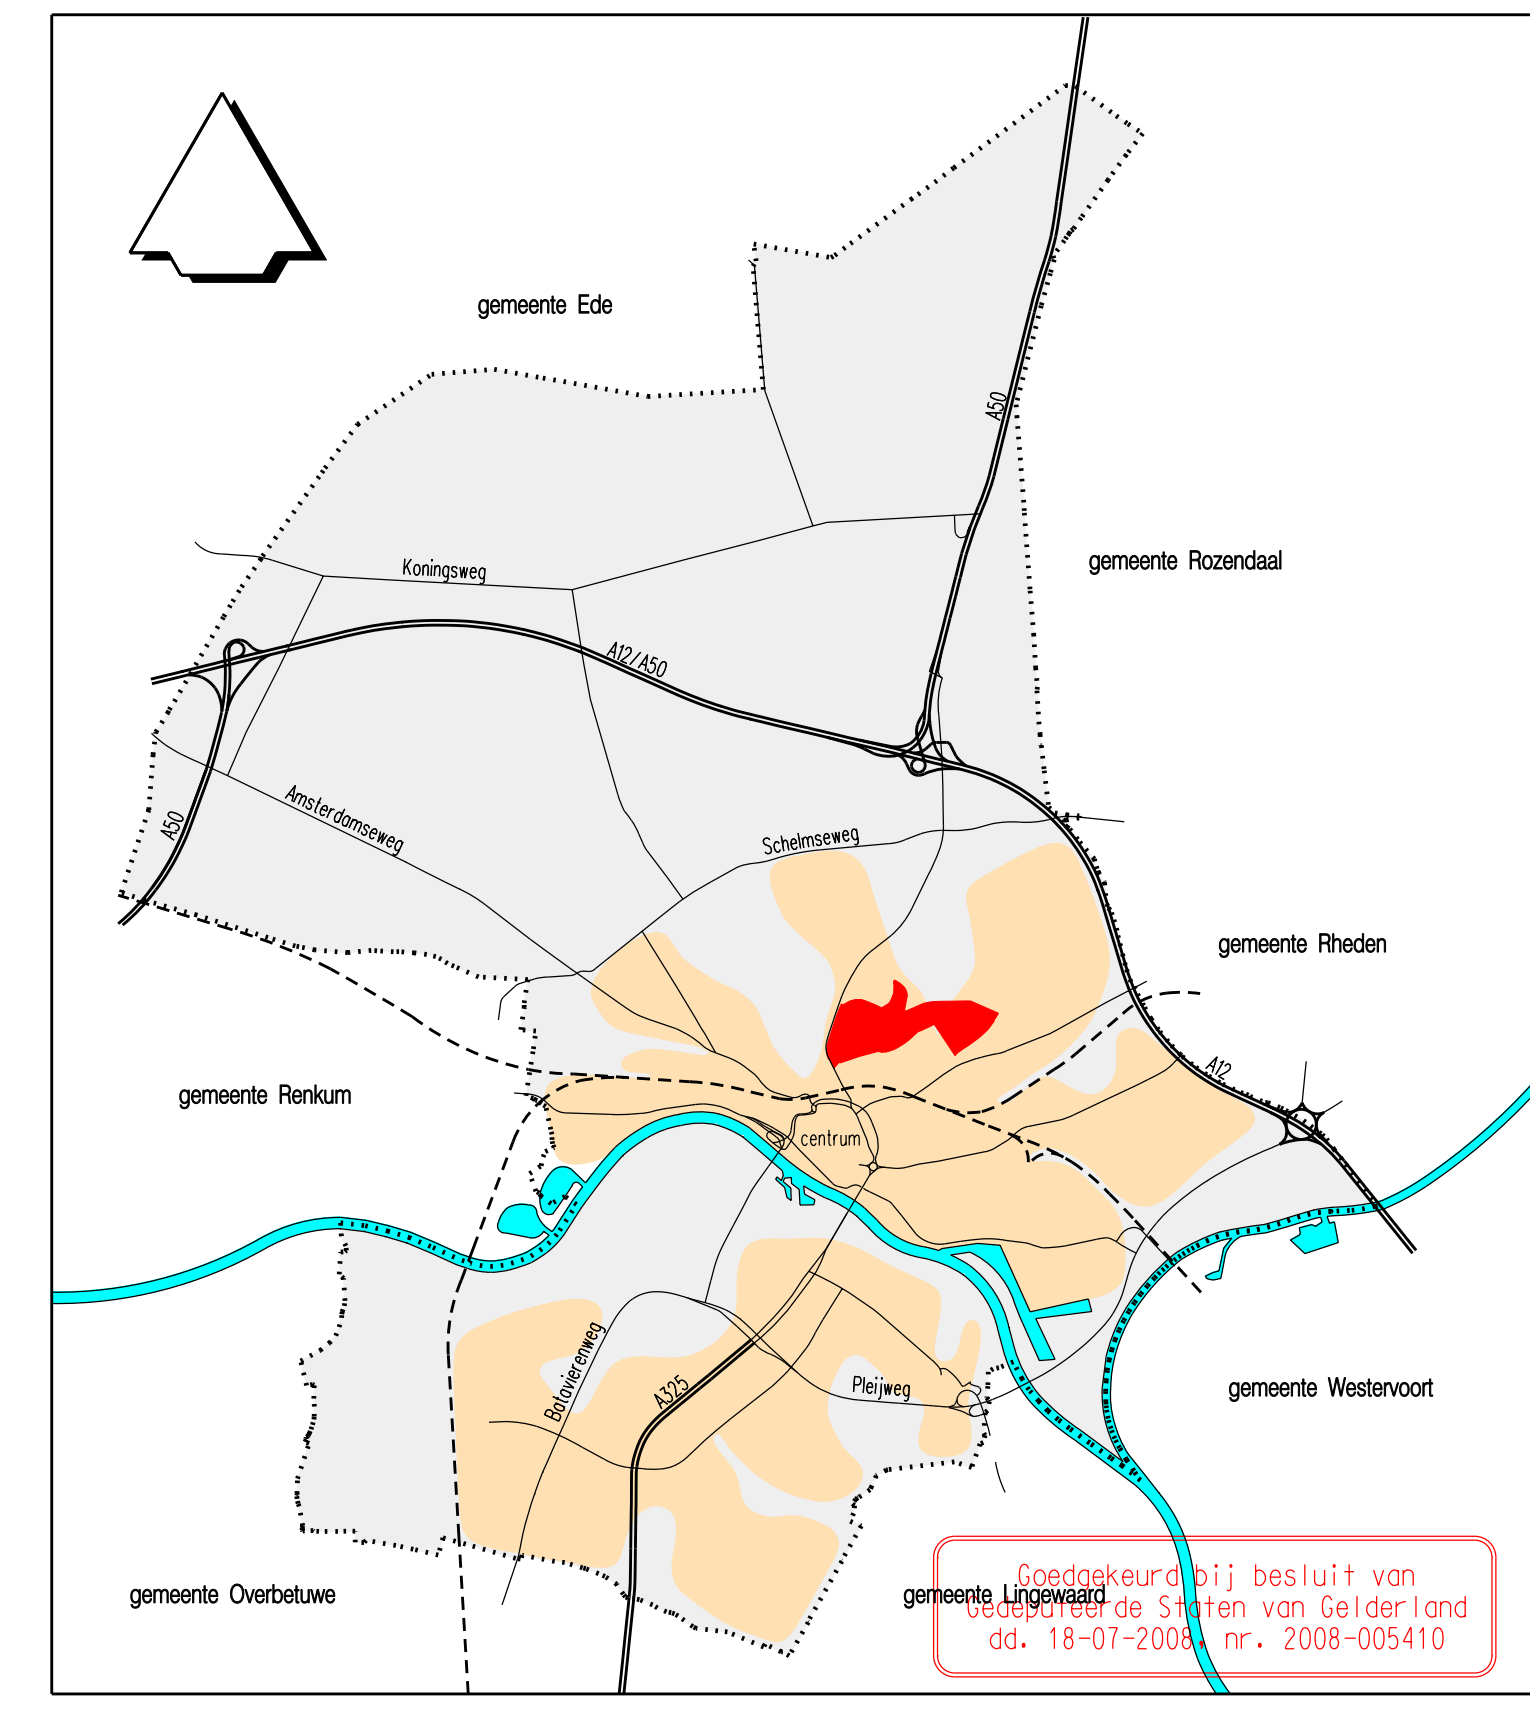 gemeente Ede
A50
gemeente Rozendaal
Koningsweg
A12/A50
Amsterdamseweg
A50
Schelmseweg
gemeente Rheden
A12
gemeente Renkum
centrum
Batavierenweg
A325
Pleijweg
gemeente Westervoort
gemeente Overbetuwe
gemeente Lingewaard
Goedgekeurd bij besluit van
Gedeputeerde Staten van Gelderland
dd. 18-07-2008, nr. 2008-005410